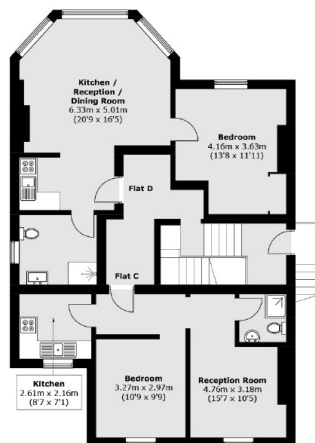 Kitchen /
Reception /
Dining Room
6.33m x 5.01m
(20'9 x 16'5)
Bedroom
4.16m x 3.63m
(13'8 x 11'11)
Flat D
Flat C
Kitchen
2.61m x 2.16m
(8'7 x 7'1)
Bedroom
3.27m x 2.97m
(10'9 x 9'9)
Reception Room
4.76m x 3.18m
(15'7 x 10'5)